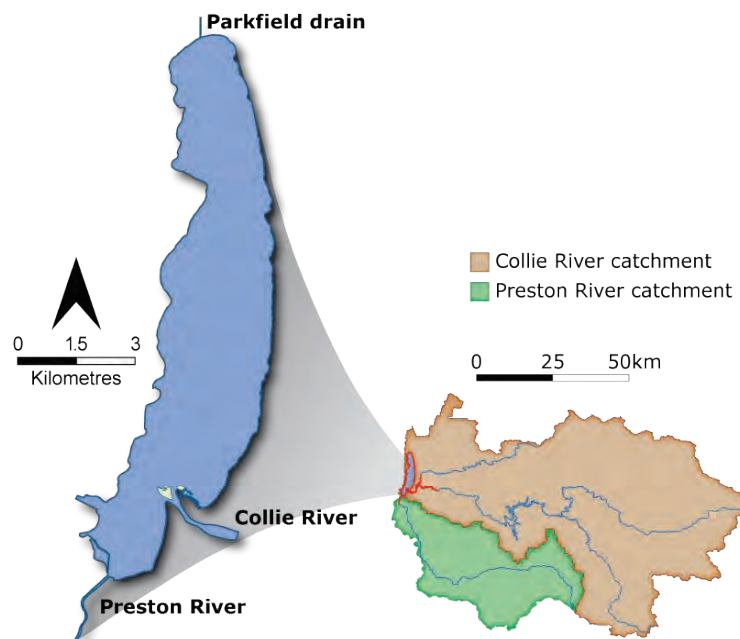 Parkfield drain
Collie River catchment
Preston River catchment
0 1.5 3
Kilometres
0 25 50km
Collie River
Preston River